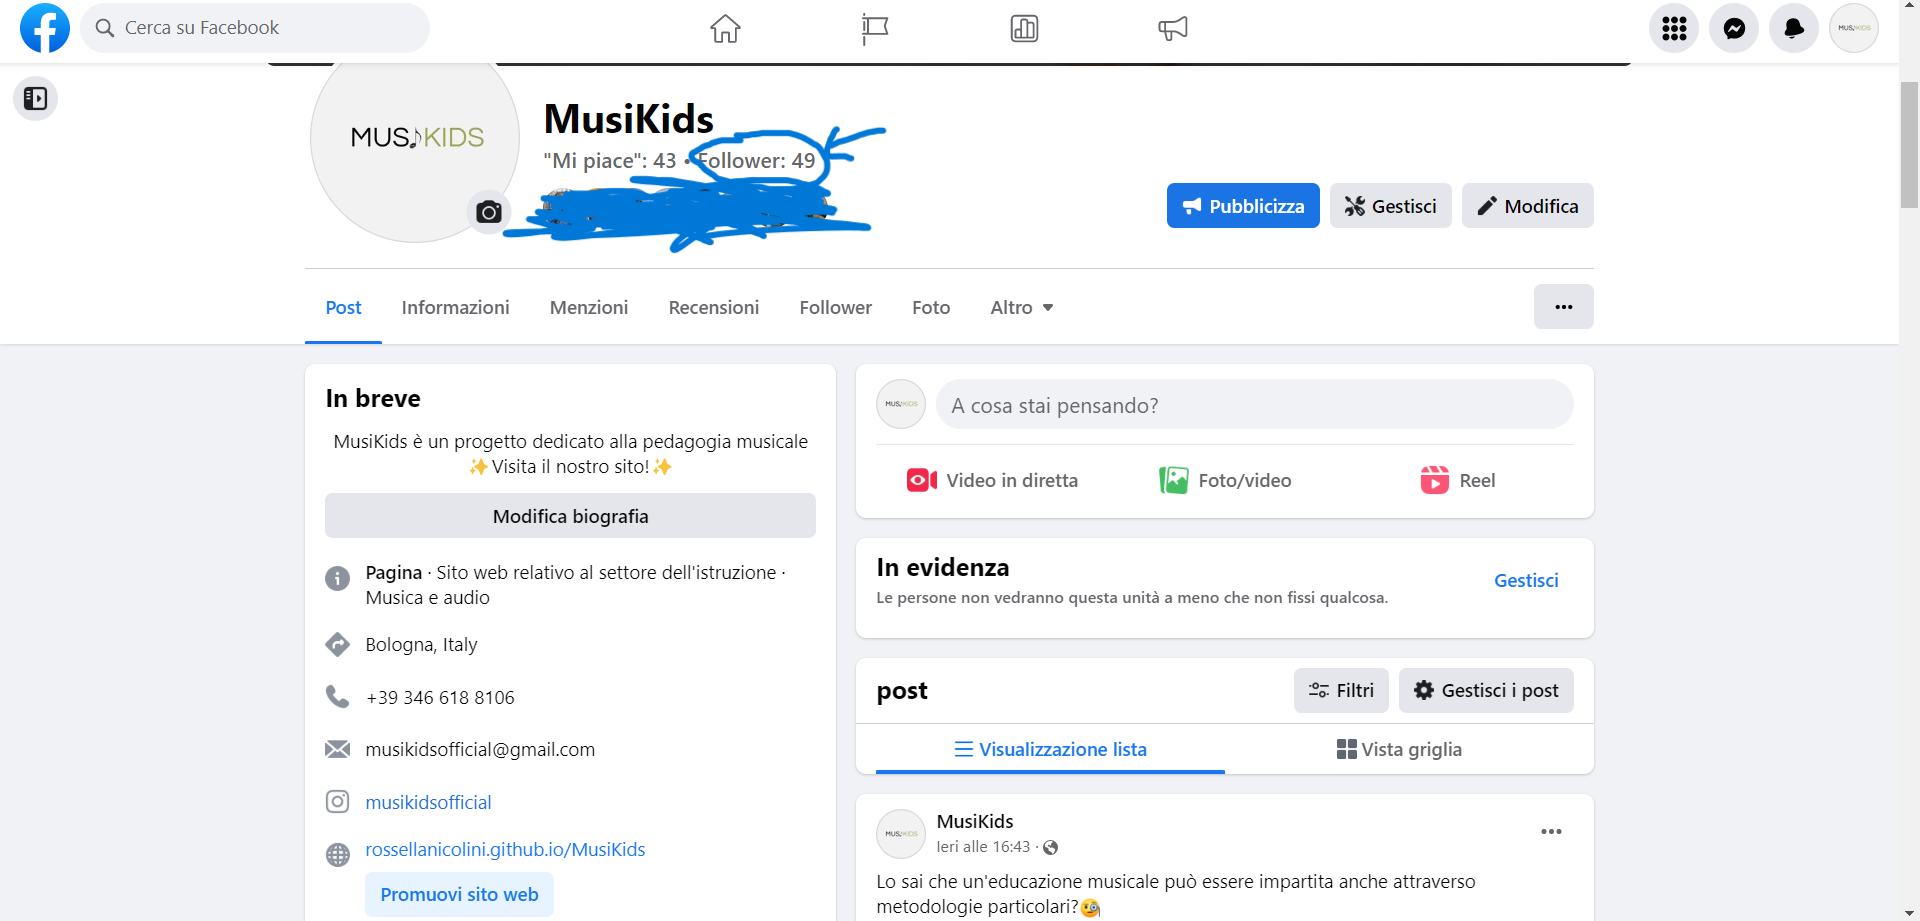 Cerca su Facebook
MUSIKIDS
MUS♪KIDS
MusiKids
"Mi piace": 43 • Follower: 49
Pubblicizza
Gestisci
Modifica
Post
Informazioni
Menzioni
Recensioni
Follower
Foto
Altro
In breve
MusiKids è un progetto dedicato alla pedagogia musicale
✨Visita il nostro sito!✨
Modifica biografia
Pagina · Sito web relativo al settore dell'istruzione ·
Musica e audio
Bologna, Italy
+39 346 618 8106
musikidsofficial@gmail.com
musikidsofficial
rossellanicolini.github.io/MusiKids
Promuovi sito web
MUSIKIDS
A cosa stai pensando?
Video in diretta
Foto/video
Reel
In evidenza
Le persone non vedranno questa unità a meno che non fissi qualcosa.
Gestisci
post
Filtri
Gestisci i post
Visualizzazione lista
Vista griglia
MUSIKIDS
MusiKids
Ieri alle 16:43 ·
Lo sai che un'educazione musicale può essere impartita anche attraverso
metodologie particolari?🧐